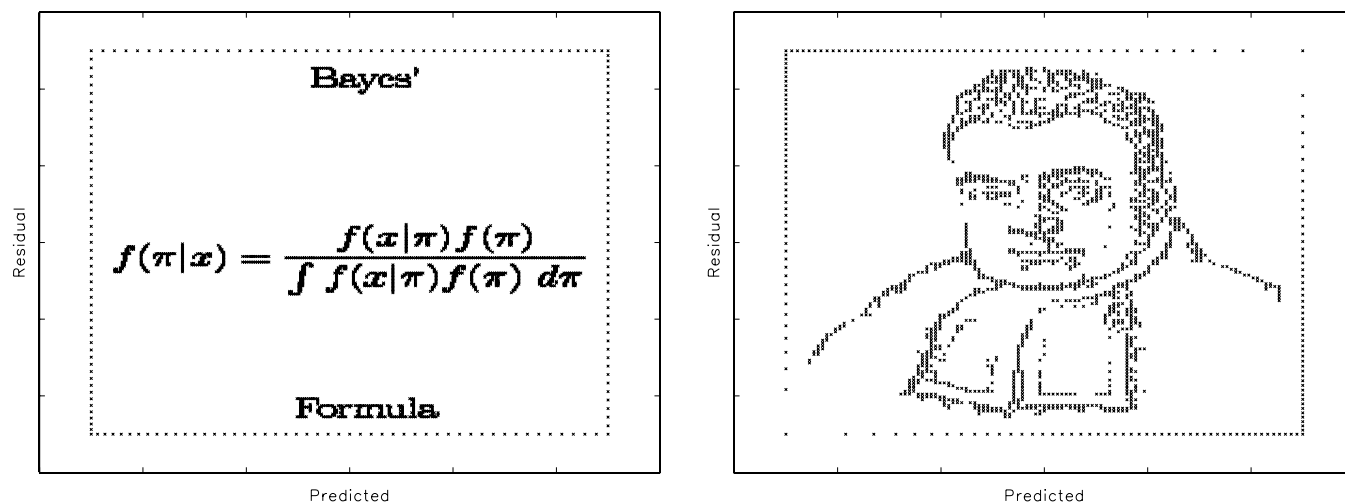 Bayes'
f(π|x) = f(x|π) f(π) / ∫ f(x|π)f(π) dπ
Formula
Residual
Predicted
Residual
Predicted